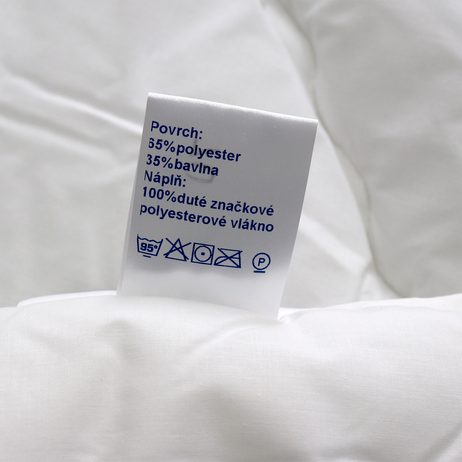 Povrch:
65%polyester
35%bavlna
Náplň:
100%duté značkové
polyesterové vlákno
95°
P